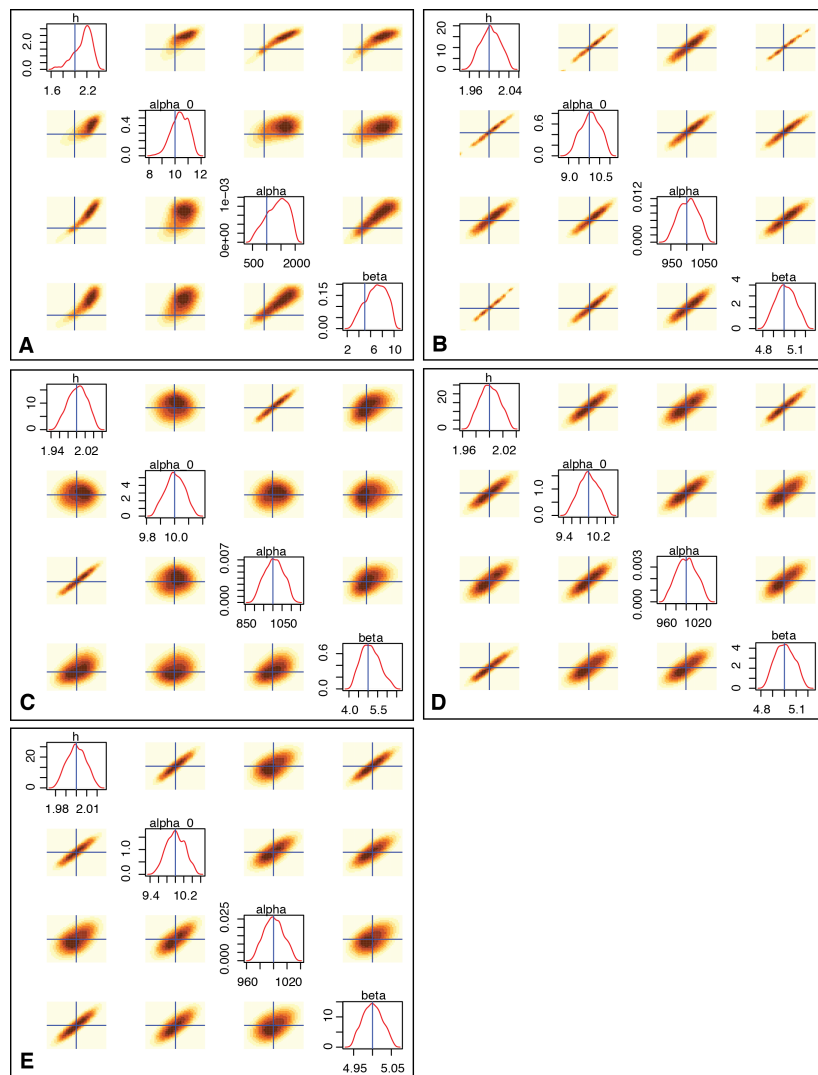 h
0.0 2.0
1.6 2.2
alpha_0
0.0 0.4
8 10 12
alpha
0e+00 1e-03
500 2000
beta
0.00 0.15
2 6 10
A
h
0 10 20
1.96 2.04
alpha_0
0.0 0.6
9.0 10.5
alpha
0.000 0.012
950 1050
beta
0 2 4
4.8 5.1
B
h
0 10
1.94 2.02
alpha_0
0 2 4
9.8 10.0
alpha
0.000 0.007
850 1050
beta
0.0 0.6
4.0 5.5
C
h
0 20
1.96 2.02
alpha_0
0.0 1.0
9.4 10.2
alpha
0.000 0.003
960 1020
beta
0 2 4
4.8 5.1
D
h
0 20
1.98 2.01
alpha_0
0.0 1.0
9.4 10.2
alpha
0.000 0.025
960 1020
beta
0 10
4.95 5.05
E